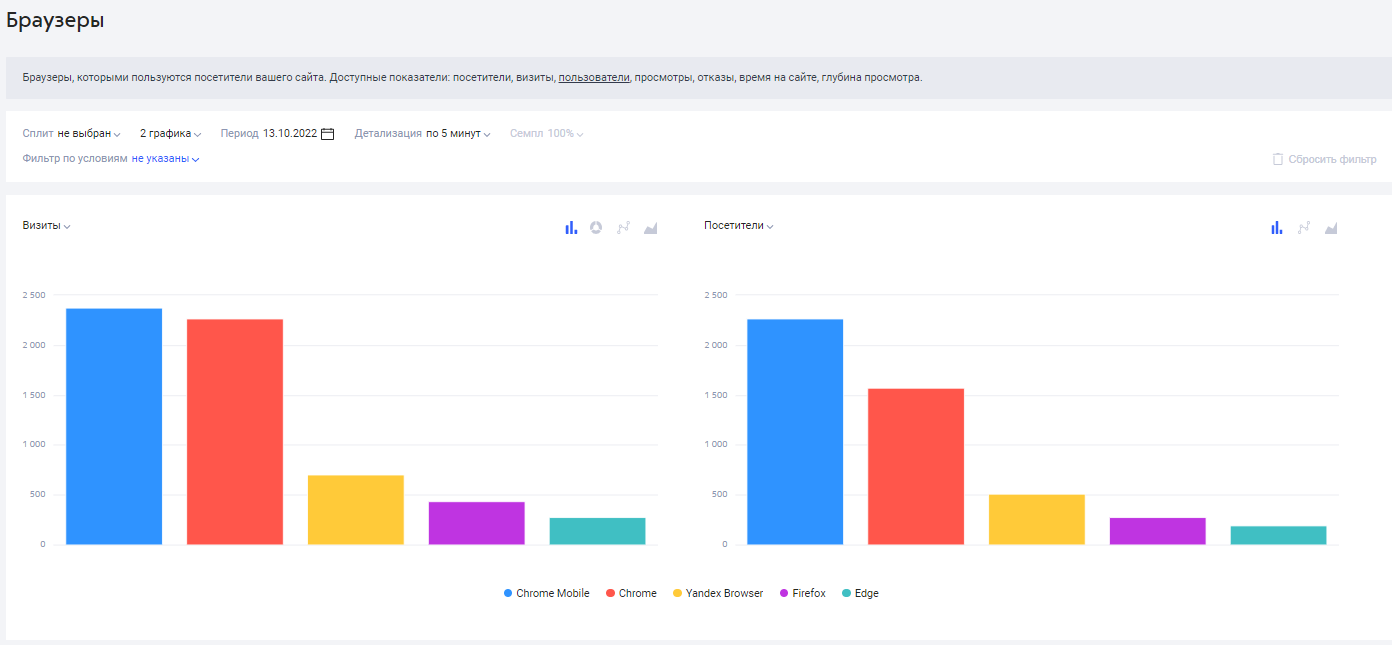 Браузеры
Браузеры, которыми пользуются посетители вашего сайта. Доступные показатели: посетители, визиты, пользователи, просмотры, отказы, время на сайте, глубина просмотра.
Сплит не выбран 2 графика Период 13.10.2022 Детализация по 5 минут Семпл 100%
Фильтр по условиям не указаны Сбросить фильтр
Визиты
2 500
2 000
1 500
1 000
500
0
Посетители
2 500
2 000
1 500
1 000
500
0
Chrome Mobile Chrome Yandex Browser Firefox Edge